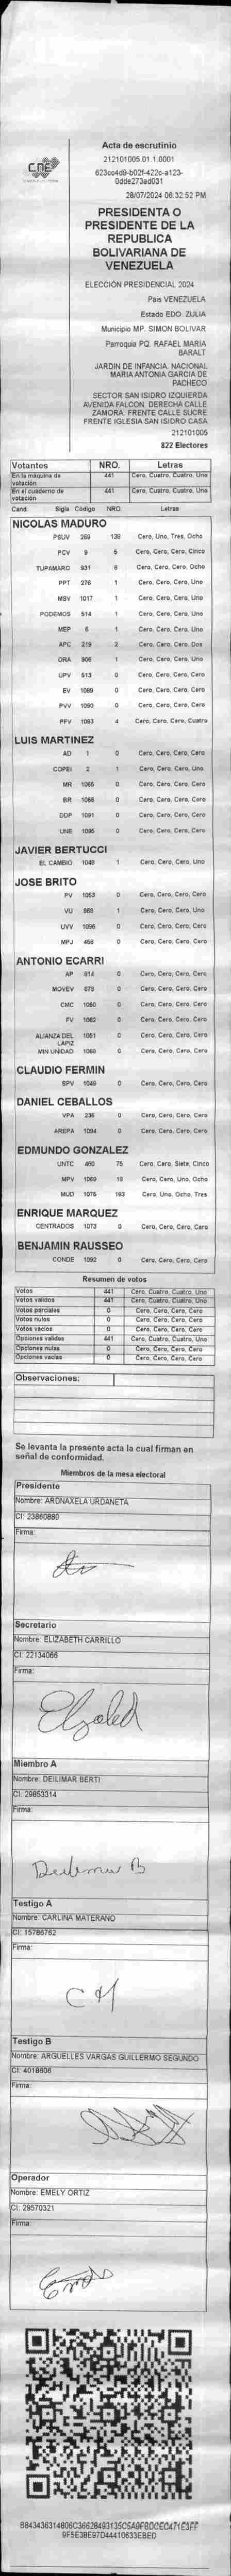 CNE
Acta de escrutinio
212101005.01.1.0001
623cc4d9-b02f-422c-a123-
0dde273ad031
28/07/2024 06:32:52 PM
PRESIDENTA O
PRESIDENTE DE LA
REPUBLICA
BOLIVARIANA DE
VENEZUELA
ELECCIÓN PRESIDENCIAL 2024
Pais VENEZUELA
Estado EDO. ZULIA
Municipio MP. SIMON BOLIVAR
Parroquia PQ. RAFAEL MARIA
BARALT
JARDIN DE INFANCIA. NACIONAL
MARIA ANTONIA GARCIA DE
PACHECO
SECTOR SAN ISIDRO IZQUIERDA
AVENIDA FALCON. DERECHA CALLE
ZAMORA. FRENTE CALLE SUCRE
FRENTE IGLESIA SAN ISIDRO CASA
212101005
822 Electores
Votantes NRO. Letras
En la máquina de votación 441 Cero, Cuatro, Cuatro, Uno
En el cuaderno de votación 441 Cero, Cuatro, Cuatro, Uno
Cand. Sigla Código NRO. Letras
NICOLAS MADURO
PSUV 269 138 Cero, Uno, Tres, Ocho
PCV 9 5 Cero, Cero, Cero, Cinco
TUPAMARO 931 8 Cero, Cero, Cero, Ocho
PPT 276 1 Cero, Cero, Cero, Uno
MSV 1017 1 Cero, Cero, Cero, Uno
PODEMOS 514 1 Cero, Cero, Cero, Uno
MEP 6 1 Cero, Cero, Cero, Uno
APC 219 2 Cero, Cero, Cero, Dos
ORA 906 1 Cero, Cero, Cero, Uno
UPV 513 0 Cero, Cero, Cero, Cero
EV 1089 0 Cero, Cero, Cero, Cero
PVV 1090 0 Cero, Cero, Cero, Cero
PFV 1093 4 Cero, Cero, Cero, Cuatro
LUIS MARTINEZ
AD 1 0 Cero, Cero, Cero, Cero
COPEI 2 1 Cero, Cero, Cero, Uno
MR 1065 0 Cero, Cero, Cero, Cero
BR 1066 0 Cero, Cero, Cero, Cero
DDP 1091 0 Cero, Cero, Cero, Cero
UNE 1095 0 Cero, Cero, Cero, Cero
JAVIER BERTUCCI
EL CAMBIO 1048 1 Cero, Cero, Cero, Uno
JOSE BRITO
PV 1053 0 Cero, Cero, Cero, Cero
VU 868 1 Cero, Cero, Cero, Uno
UVV 1096 0 Cero, Cero, Cero, Cero
MPJ 458 0 Cero, Cero, Cero, Cero
ANTONIO ECARRI
AP 814 0 Cero, Cero, Cero, Cero
MOVEV 878 0 Cero, Cero, Cero, Cero
CMC 1050 0 Cero, Cero, Cero, Cero
FV 1082 0 Cero, Cero, Cero, Cero
ALIANZA DEL LAPIZ 1051 0 Cero, Cero, Cero, Cero
MIN UNIDAD 1069 0 Cero, Cero, Cero, Cero
CLAUDIO FERMIN
SPV 1049 0 Cero, Cero, Cero, Cero
DANIEL CEBALLOS
VPA 236 0 Cero, Cero, Cero, Cero
AREPA 1094 0 Cero, Cero, Cero, Cero
EDMUNDO GONZALEZ
UNTC 460 75 Cero, Cero, Siete, Cinco
MPV 1069 18 Cero, Cero, Uno, Ocho
MUD 1075 183 Cero, Uno, Ocho, Tres
ENRIQUE MARQUEZ
CENTRADOS 1073 0 Cero, Cero, Cero, Cero
BENJAMIN RAUSSEO
CONDE 1092 0 Cero, Cero, Cero, Cero
Resumen de votos
Votos 441 Cero, Cuatro, Cuatro, Uno
Votos validos 441 Cero, Cuatro, Cuatro, Uno
Votos parciales 0 Cero, Cero, Cero, Cero
Votos nulos 0 Cero, Cero, Cero, Cero
Votos vacios 0 Cero, Cero, Cero, Cero
Opciones validas 441 Cero, Cuatro, Cuatro, Uno
Opciones nulas 0 Cero, Cero, Cero, Cero
Opciones vacias 0 Cero, Cero, Cero, Cero
Observaciones:
Se levanta la presente acta la cual firman en
señal de conformidad.
Miembros de la mesa electoral
Presidente
Nombre: ARDNAXELA URDANETA
CI: 23860880
Firma:
Secretario
Nombre: ELIZABETH CARRILLO
CI: 22134066
Firma:
Miembro A
Nombre: DEILIMAR BERTI
CI: 29853314
Firma:
Testigo A
Nombre: CARLINA MATERANO
CI: 15786762
Firma:
CM
Testigo B
Nombre: ARGUELLES VARGAS GUILLERMO SEGUNDO
CI: 4018606
Firma:
Operador
Nombre: EMELY ORTIZ
CI: 29570321
Firma: